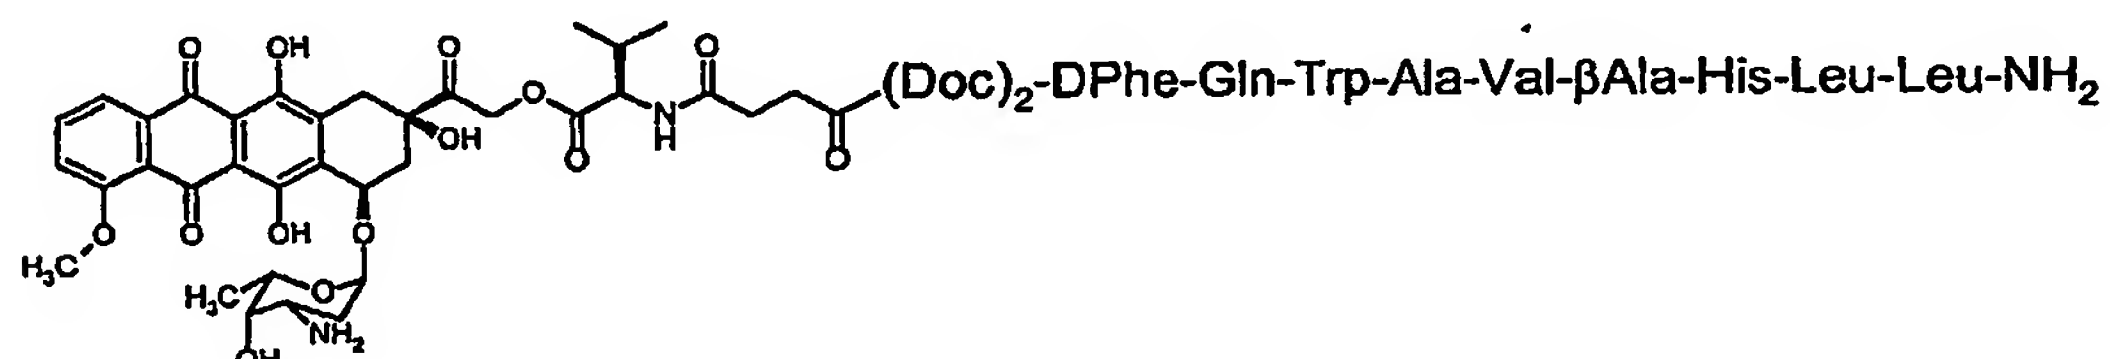 O OH O O
O O (Doc)₂-DPhe-Gln-Trp-Ala-Val-βAla-His-Leu-Leu-NH₂
OH O N H O
O O OH O
H₃C
H₃C O
NH₂
OH